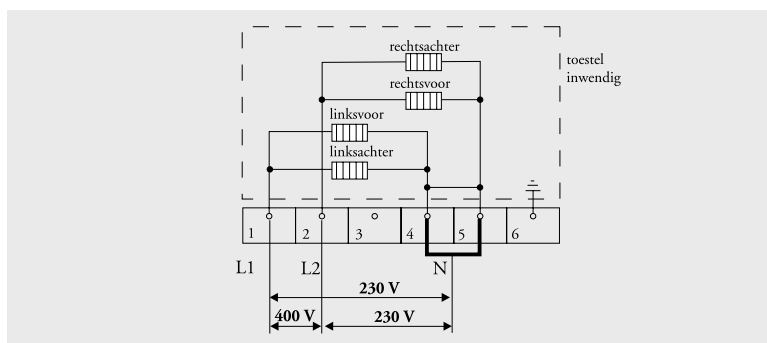 rechtsachter
toestel
inwendig
rechtsvoor
linksvoor
linksachter
1 2 3 4 5 6
L1 L2 N
230 V
400 V 230 V